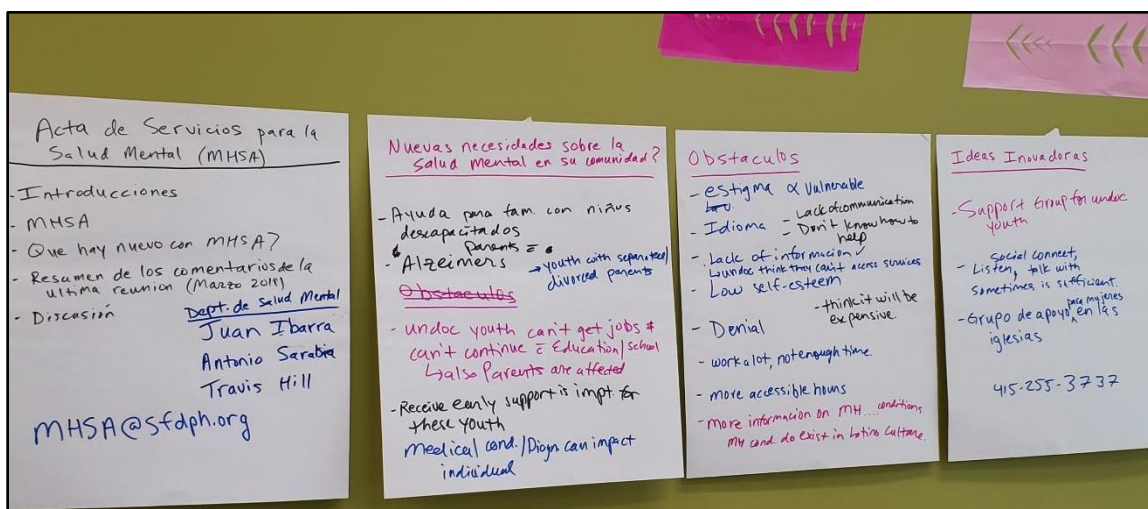 Acta de Servicios para la
Salud Mental (MHSA)
- Introducciones
- MHSA
- Que hay nuevo con MHSA?
- Resumen de los comentarios de la
ultima reunion (Marzo 2018)
- Discusión
Dept. de Salud Mental
Juan Ibarra
Antonio Sarabia
Travis Hill
MHSA@sfdph.org
Nuevas necesidades sobre la
Salud mental en su comunidad?
- Ayuda para fam. con niños
descapacitados
parents =
- Alzeimers
→ youth with separated/
divorced parents
Obstaculos
- undoc youth can't get jobs &
can't continue = Education/school
↳ also Parents are affected
- Receive early support is impt for
these youth
Medical cond./Diagn can impact
individual
Obstaculos
- estigma α Vulnerable
- Idioma
- Lack of communication
- Don't know how to
help
- Lack of informacion ✓
↳ undoc think they can't access services
- Low self-esteem
- think it will be
expensive.
- Denial
- work a lot, not enough time.
- more accessible hours
- more informacion on MH.... conditions
MH cond. do exist in Latino Culture.
Ideas Inovadoras
- Support Group for undoc
youth
social connect,
- Listen, talk with
sometimes is sufficient.
- Grupo de apoyo para mujeres en las
iglesias
415-255-3737